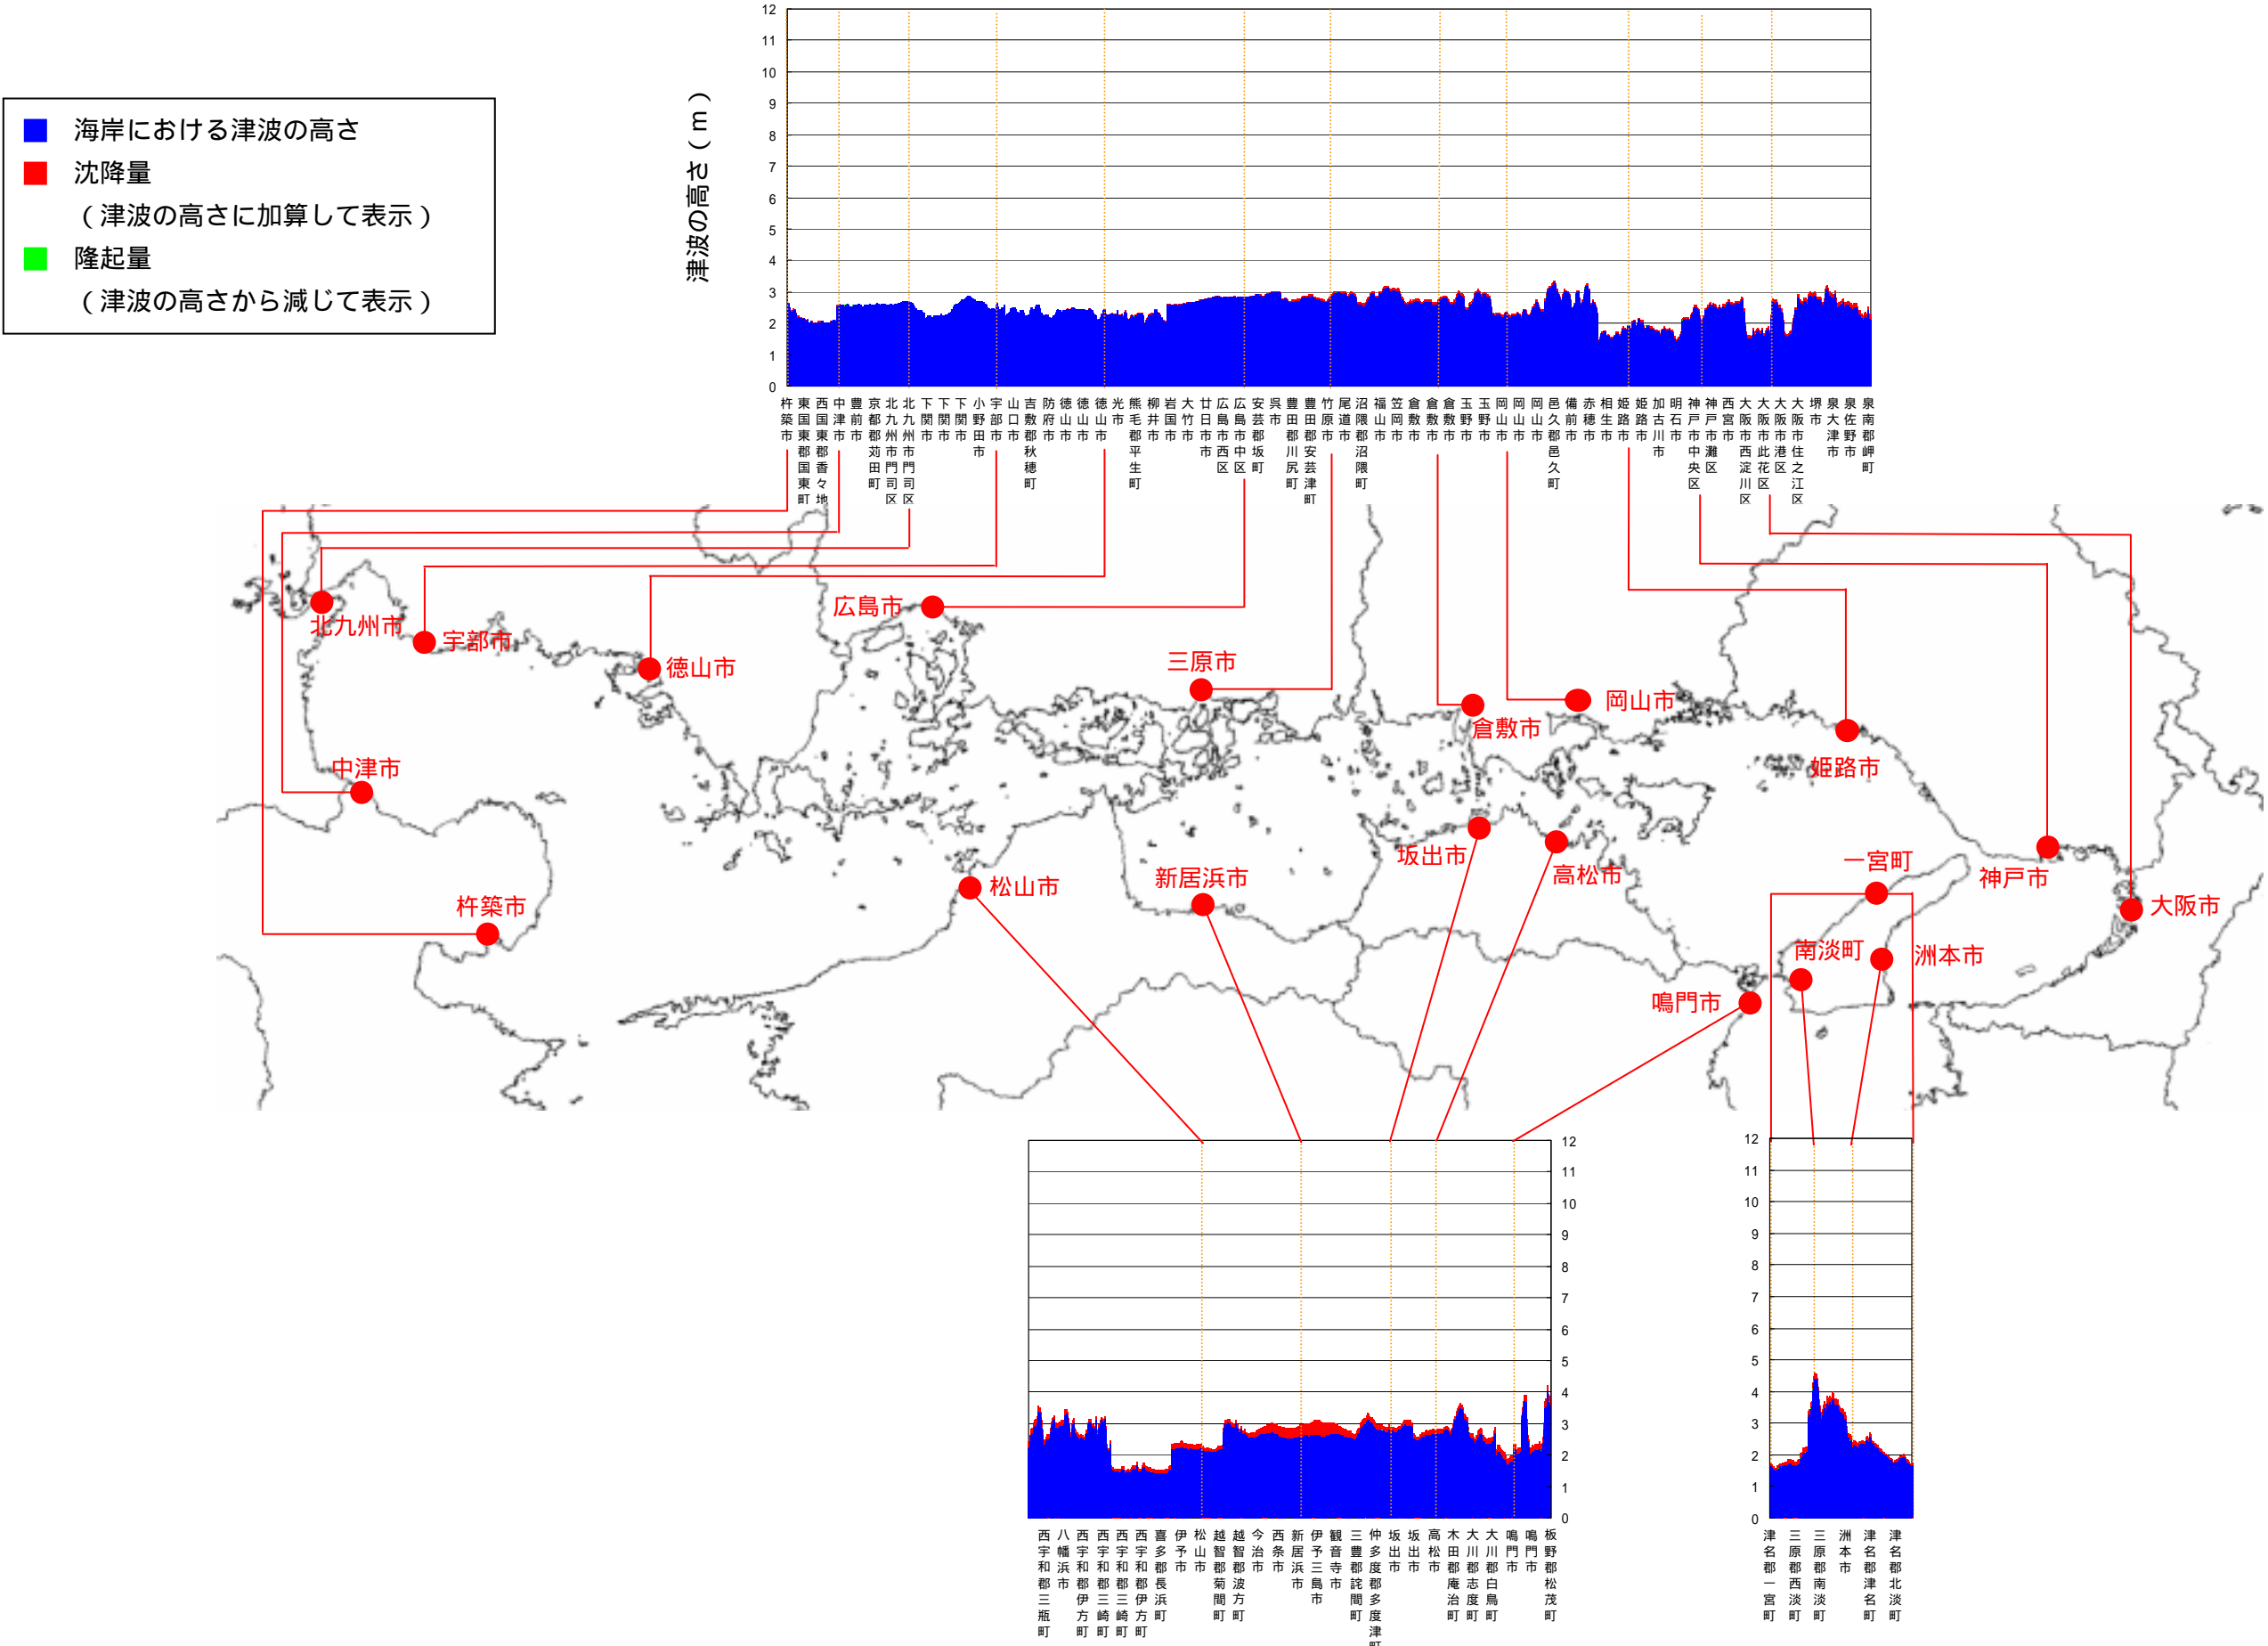 海岸における津波の高さ
沈降量
(津波の高さに加算して表示)
隆起量
(津波の高さから減じて表示)
津波の高さ(m)
12
11
10
9
8
7
6
5
4
3
2
1
0
杵築市
東国東郡国東町
西国東郡香々地
中津市
豊前市
京都郡苅田町
北九州市門司区
北九州市門司区
下関市
下関市
下関市
小野田市
宇部市
山口市
吉敷郡秋穂町
防府市
徳山市
徳山市
徳山市
光市
熊毛郡平生町
柳井市
岩国市
大竹市
廿日市市
広島市西区
広島市中区
安芸郡坂町
呉市
豊田郡川尻町
豊田郡安芸津町
竹原市
尾道市
沼隈郡沼隈町
福山市
笠岡市
倉敷市
倉敷市
倉敷市
玉野市
玉野市
岡山市
岡山市
岡山市
邑久郡邑久町
備前市
赤穂市
相生市
姫路市
姫路市
加古川市
明石市
神戸市中央区
神戸市灘区
西宮市
大阪市西淀川区
大阪市此花区
大阪市港区
大阪市住之江区
堺市
泉大津市
泉佐野市
泉南郡岬町
北九州市
宇部市
徳山市
広島市
三原市
倉敷市
岡山市
姫路市
中津市
杵築市
松山市
新居浜市
坂出市
高松市
一宮町
神戸市
大阪市
南淡町
洲本市
鳴門市
12
11
10
9
8
7
6
5
4
3
2
1
0
西宇和郡三瓶町
八幡浜市
西宇和郡伊方町
西宇和郡三崎町
西宇和郡三崎町
西宇和郡伊方町
喜多郡長浜町
伊予市
松山市
越智郡菊間町
越智郡波方町
今治市
西条市
新居浜市
伊予三島市
観音寺市
三豊郡詫間町
仲多度郡多度津町
坂出市
坂出市
高松市
木田郡庵治町
大川郡志度町
大川郡白鳥町
鳴門市
鳴門市
板野郡松茂町
12
11
10
9
8
7
6
5
4
3
2
1
0
津名郡一宮町
三原郡西淡町
三原郡南淡町
洲本市
津名郡津名町
津名郡北淡町